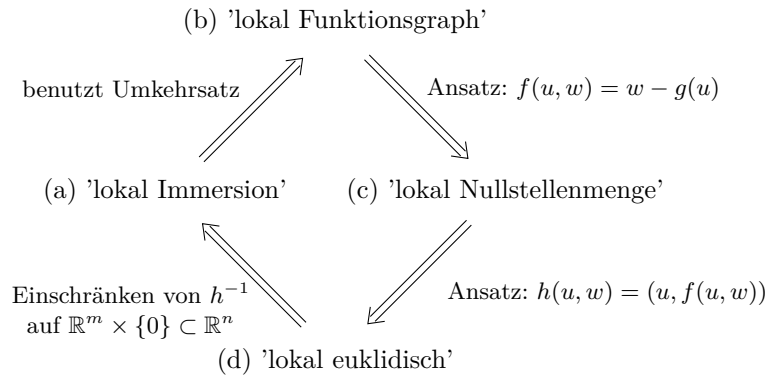 (b) 'lokal Funktionsgraph'
benutzt Umkehrsatz
Ansatz: f(u, w) = w − g(u)
(a) 'lokal Immersion'
(c) 'lokal Nullstellenmenge'
Einschränken von h⁻¹
auf ℝᵐ × {0} ⊂ ℝⁿ
Ansatz: h(u, w) = (u, f(u, w))
(d) 'lokal euklidisch'